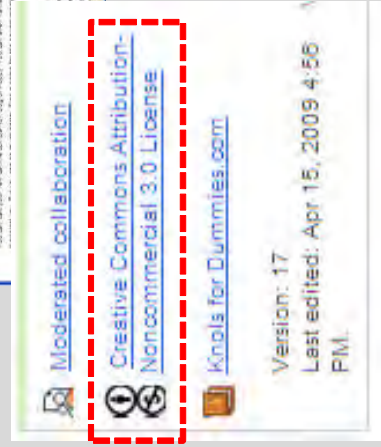 Moderated collaboration
Creative Commons Attribution-
Noncommercial 3.0 License
Knols for Dummies.com
Version: 17
Last edited: Apr 15, 2009 4:56
PM.